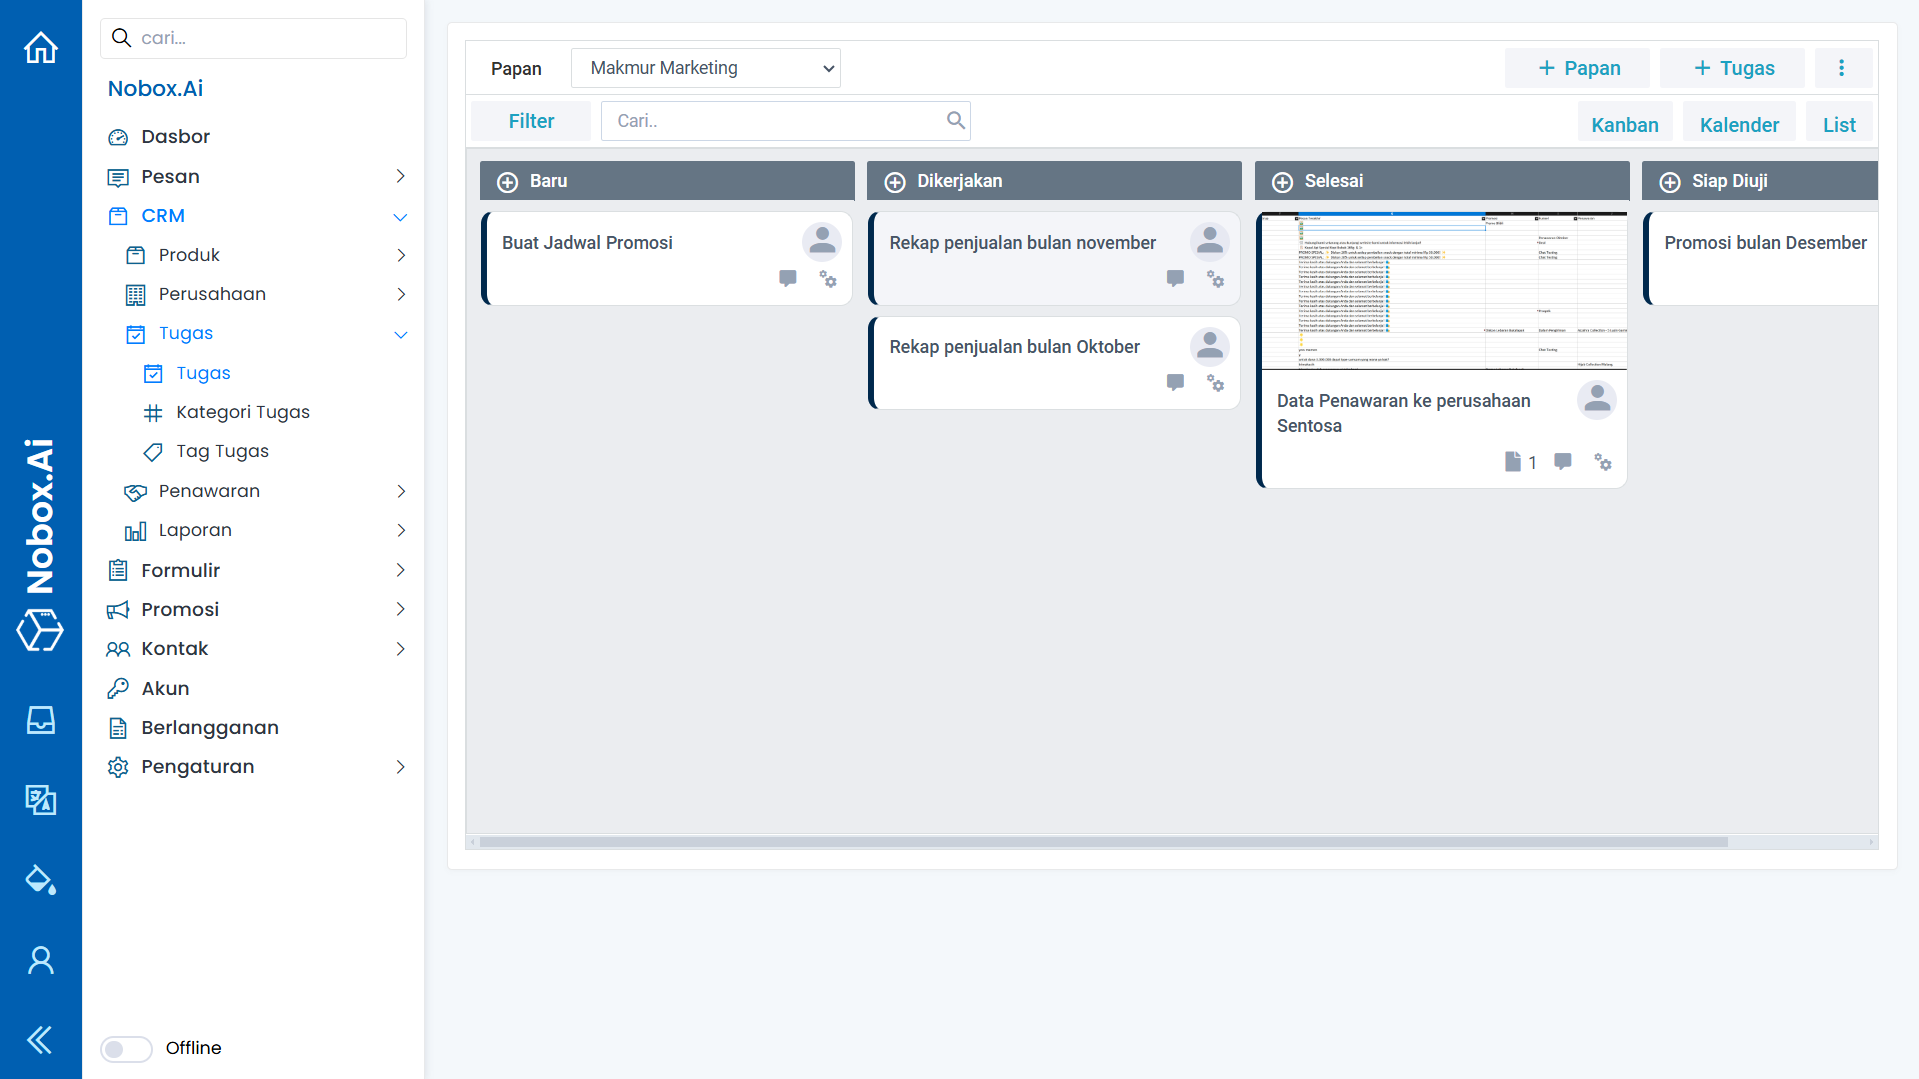 cari...
Nobox.Ai
Dasbor
Pesan
CRM
Produk
Perusahaan
Tugas
Tugas
Kategori Tugas
Tag Tugas
Penawaran
Laporan
Formulir
Promosi
Kontak
Akun
Berlangganan
Pengaturan
Offline
Nobox.Ai
Papan
Makmur Marketing
+ Papan
+ Tugas
Filter
Cari..
Kanban
Kalender
List
Baru
Buat Jadwal Promosi
Dikerjakan
Rekap penjualan bulan november
Rekap penjualan bulan Oktober
Selesai
Data Penawaran ke perusahaan
Sentosa
1
Siap Diuji
Promosi bulan Desember